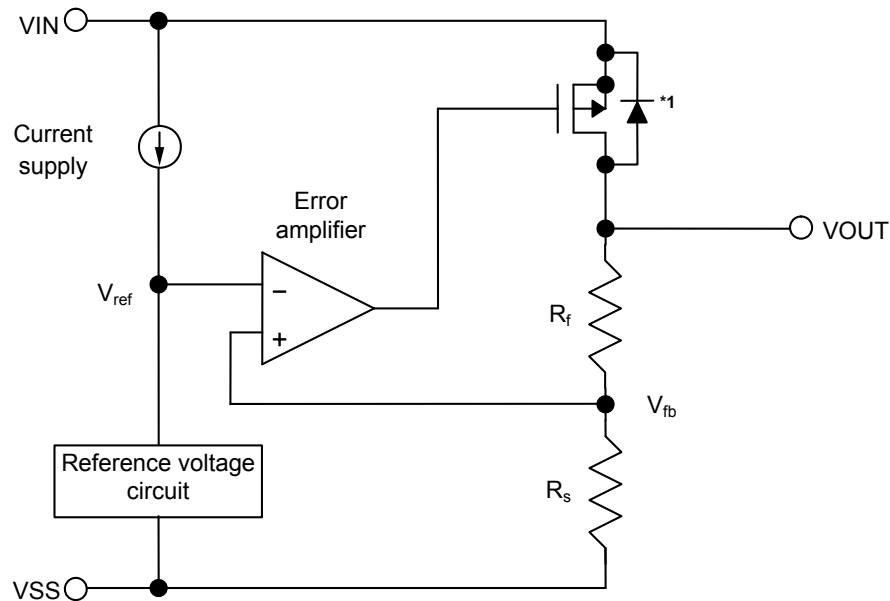 VIN
*1
Current
supply
Error
amplifier
VOUT
Vref
−
+
Rf
Vfb
Reference voltage
circuit
Rs
VSS